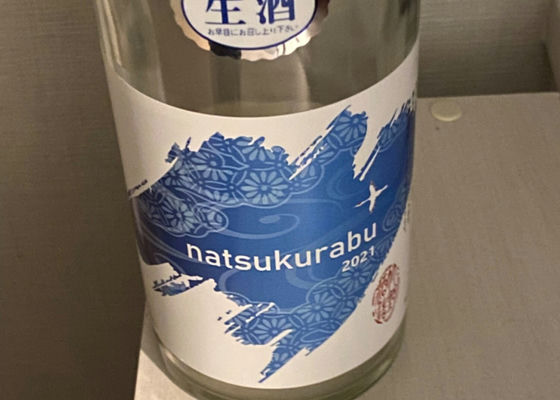 生酒
お早目にお召し上り下さい
natsukurabu
2021